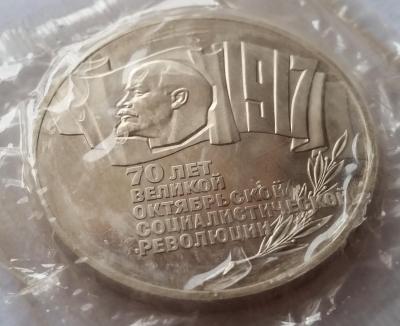 1917
70 ЛЕТ
ВЕЛИКОЙ
ОКТЯБРЬСКОЙ
СОЦИАЛИСТИЧЕСКОЙ
РЕВОЛЮЦИИ